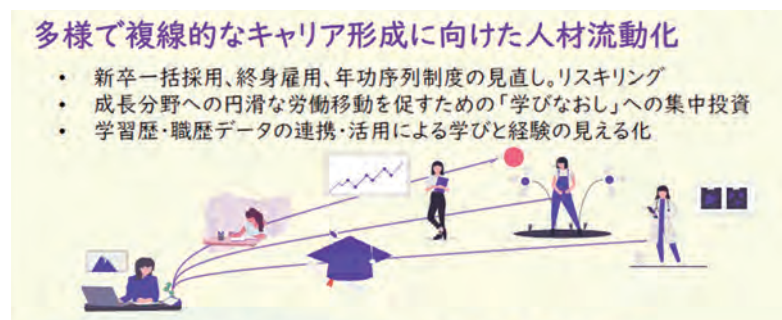 多様で複線的なキャリア形成に向けた人材流動化
• 新卒一括採用、終身雇用、年功序列制度の見直し。リスキリング
• 成長分野への円滑な労働移動を促すための「学びなおし」への集中投資
• 学習歴・職歴データの連携・活用による学びと経験の見える化